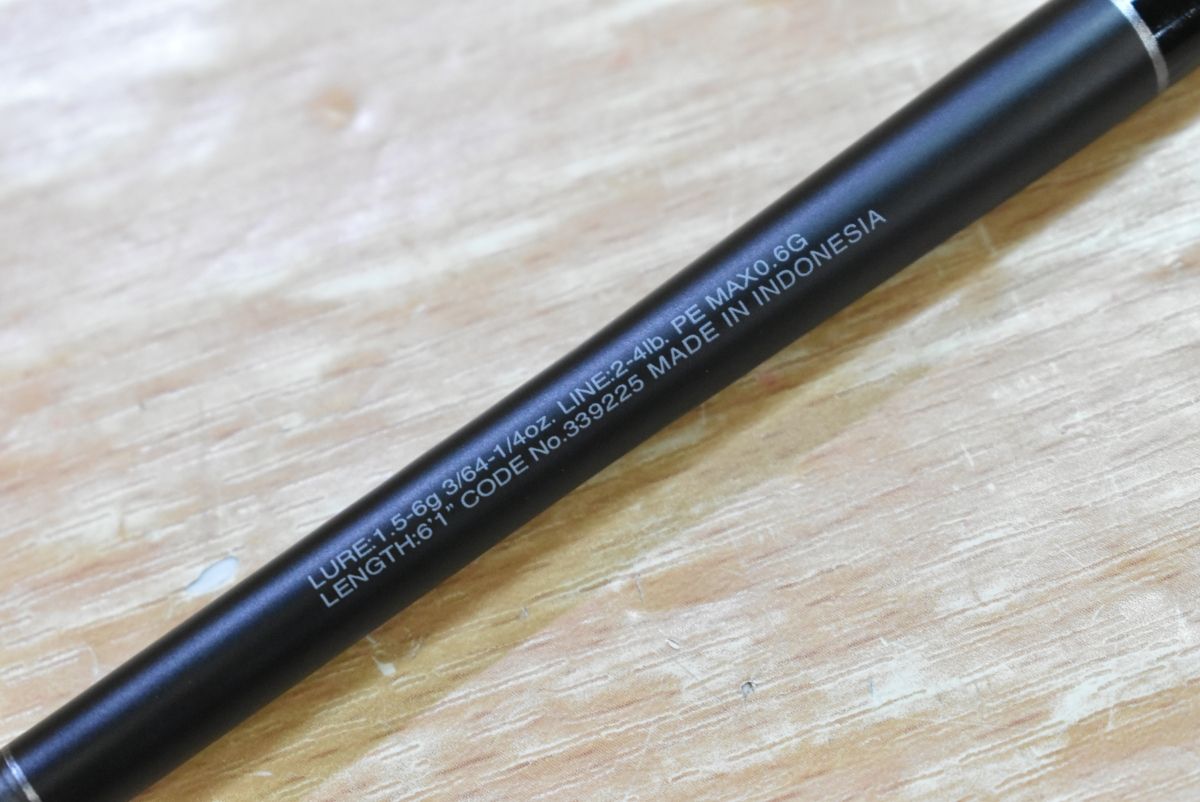 LURE:1.5-6g 3/64-1/4oz. LINE:2-4lb. PE MAX0.6G
LENGTH:6'1" CODE No.339225 MADE IN INDONESIA